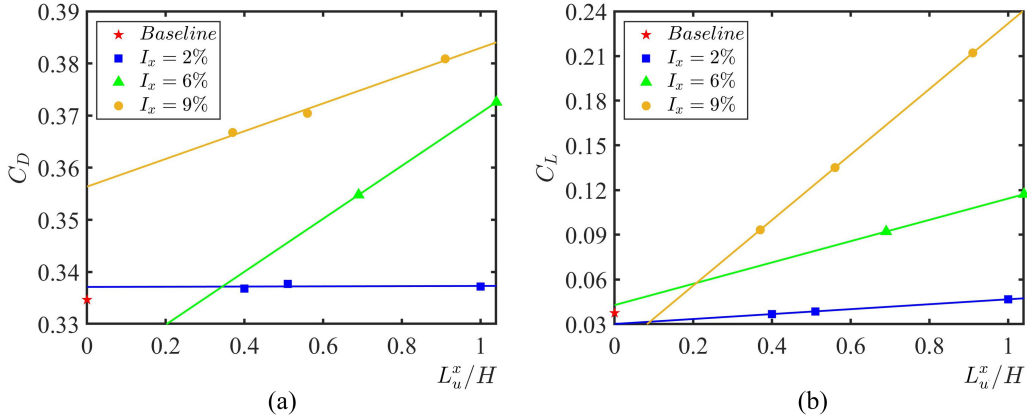 0.39
0.38
0.37
0.36
0.35
0.34
0.33
C_D
Baseline
I_x = 2%
I_x = 6%
I_x = 9%
0 0.2 0.4 0.6 0.8 1
L_u^x/H
(a)
0.24
0.21
0.18
0.15
0.12
0.09
0.06
0.03
C_L
Baseline
I_x = 2%
I_x = 6%
I_x = 9%
0 0.2 0.4 0.6 0.8 1
L_u^x/H
(b)